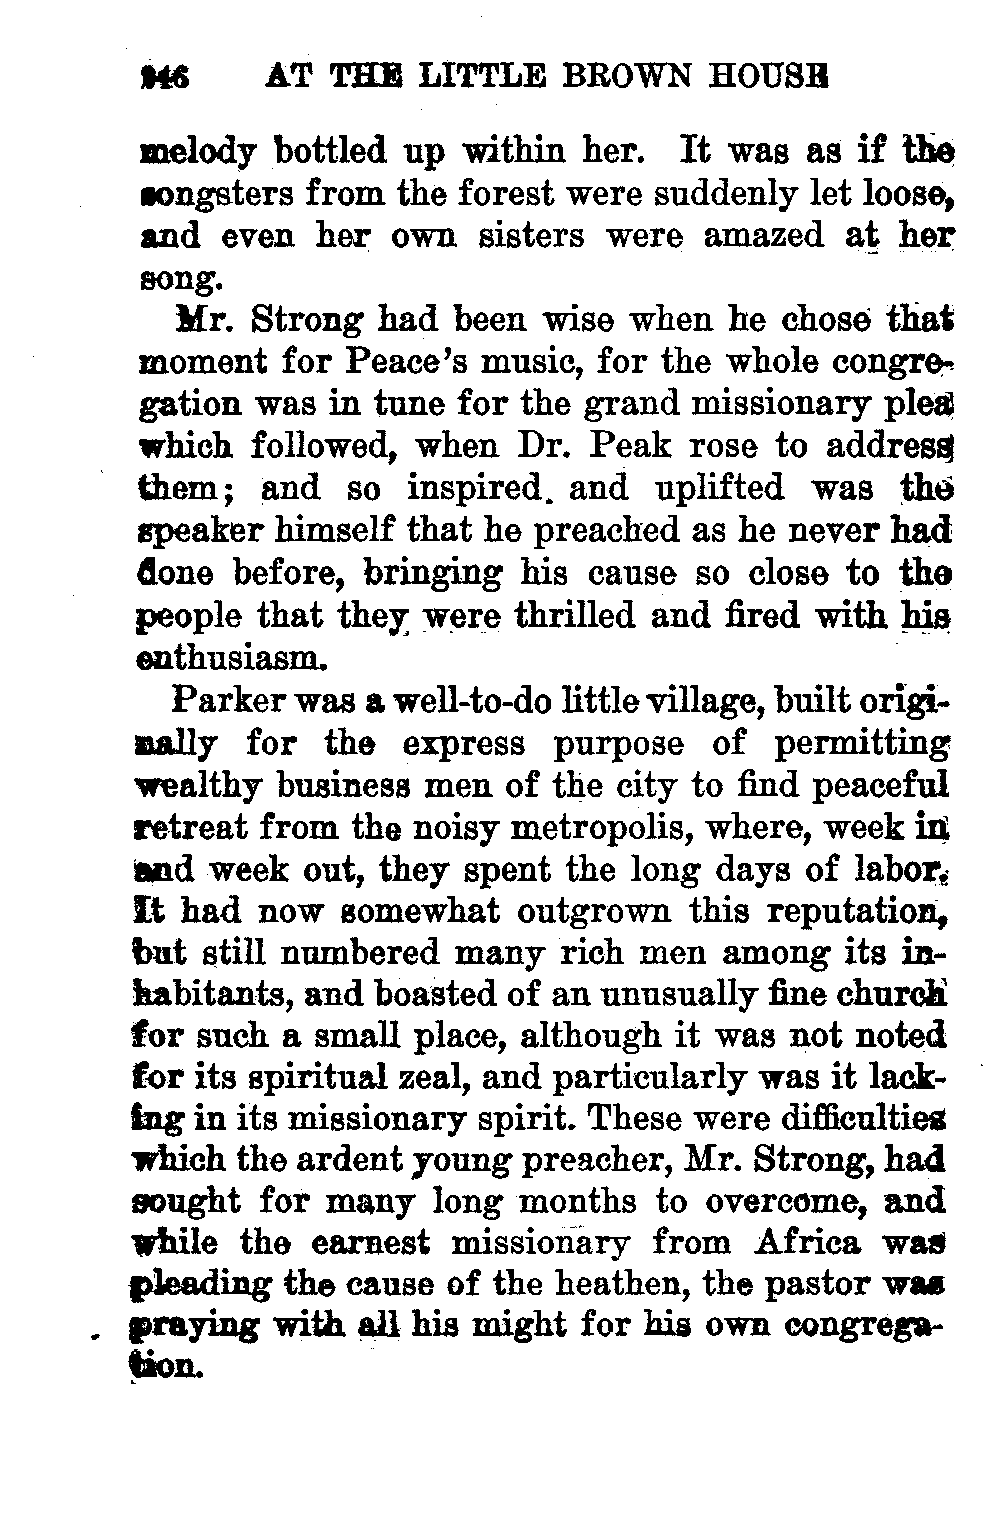 AT THE LITTLE BROWN HOUSE
melody bottled up within her. It was as if the
songsters from the forest were suddenly let loose,
and even her own sisters were amazed at her
song.
Mr. Strong had been wise when he chose that
moment for Peace's music, for the whole congre-
gation was in tune for the grand missionary plea
which followed, when Dr. Peak rose to address
them; and so inspired and uplifted was the
speaker himself that he preached as he never had
done before, bringing his cause so close to the
people that they were thrilled and fired with his
enthusiasm.
Parker was a well-to-do little village, built origi-
nally for the express purpose of permitting
wealthy business men of the city to find peaceful
retreat from the noisy metropolis, where, week in
and week out, they spent the long days of labor.
It had now somewhat outgrown this reputation,
but still numbered many rich men among its in-
habitants, and boasted of an unusually fine church
for such a small place, although it was not noted
for its spiritual zeal, and particularly was it lack-
ing in its missionary spirit. These were difficulties
which the ardent young preacher, Mr. Strong, had
sought for many long months to overcome, and
while the earnest missionary from Africa was
pleading the cause of the heathen, the pastor was
praying with all his might for his own congrega-
tion.